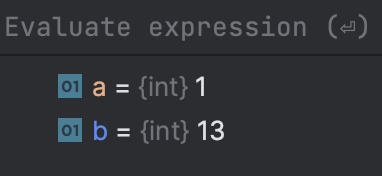 Evaluate expression (⏎)
01 a = {int} 1
01 b = {int} 13